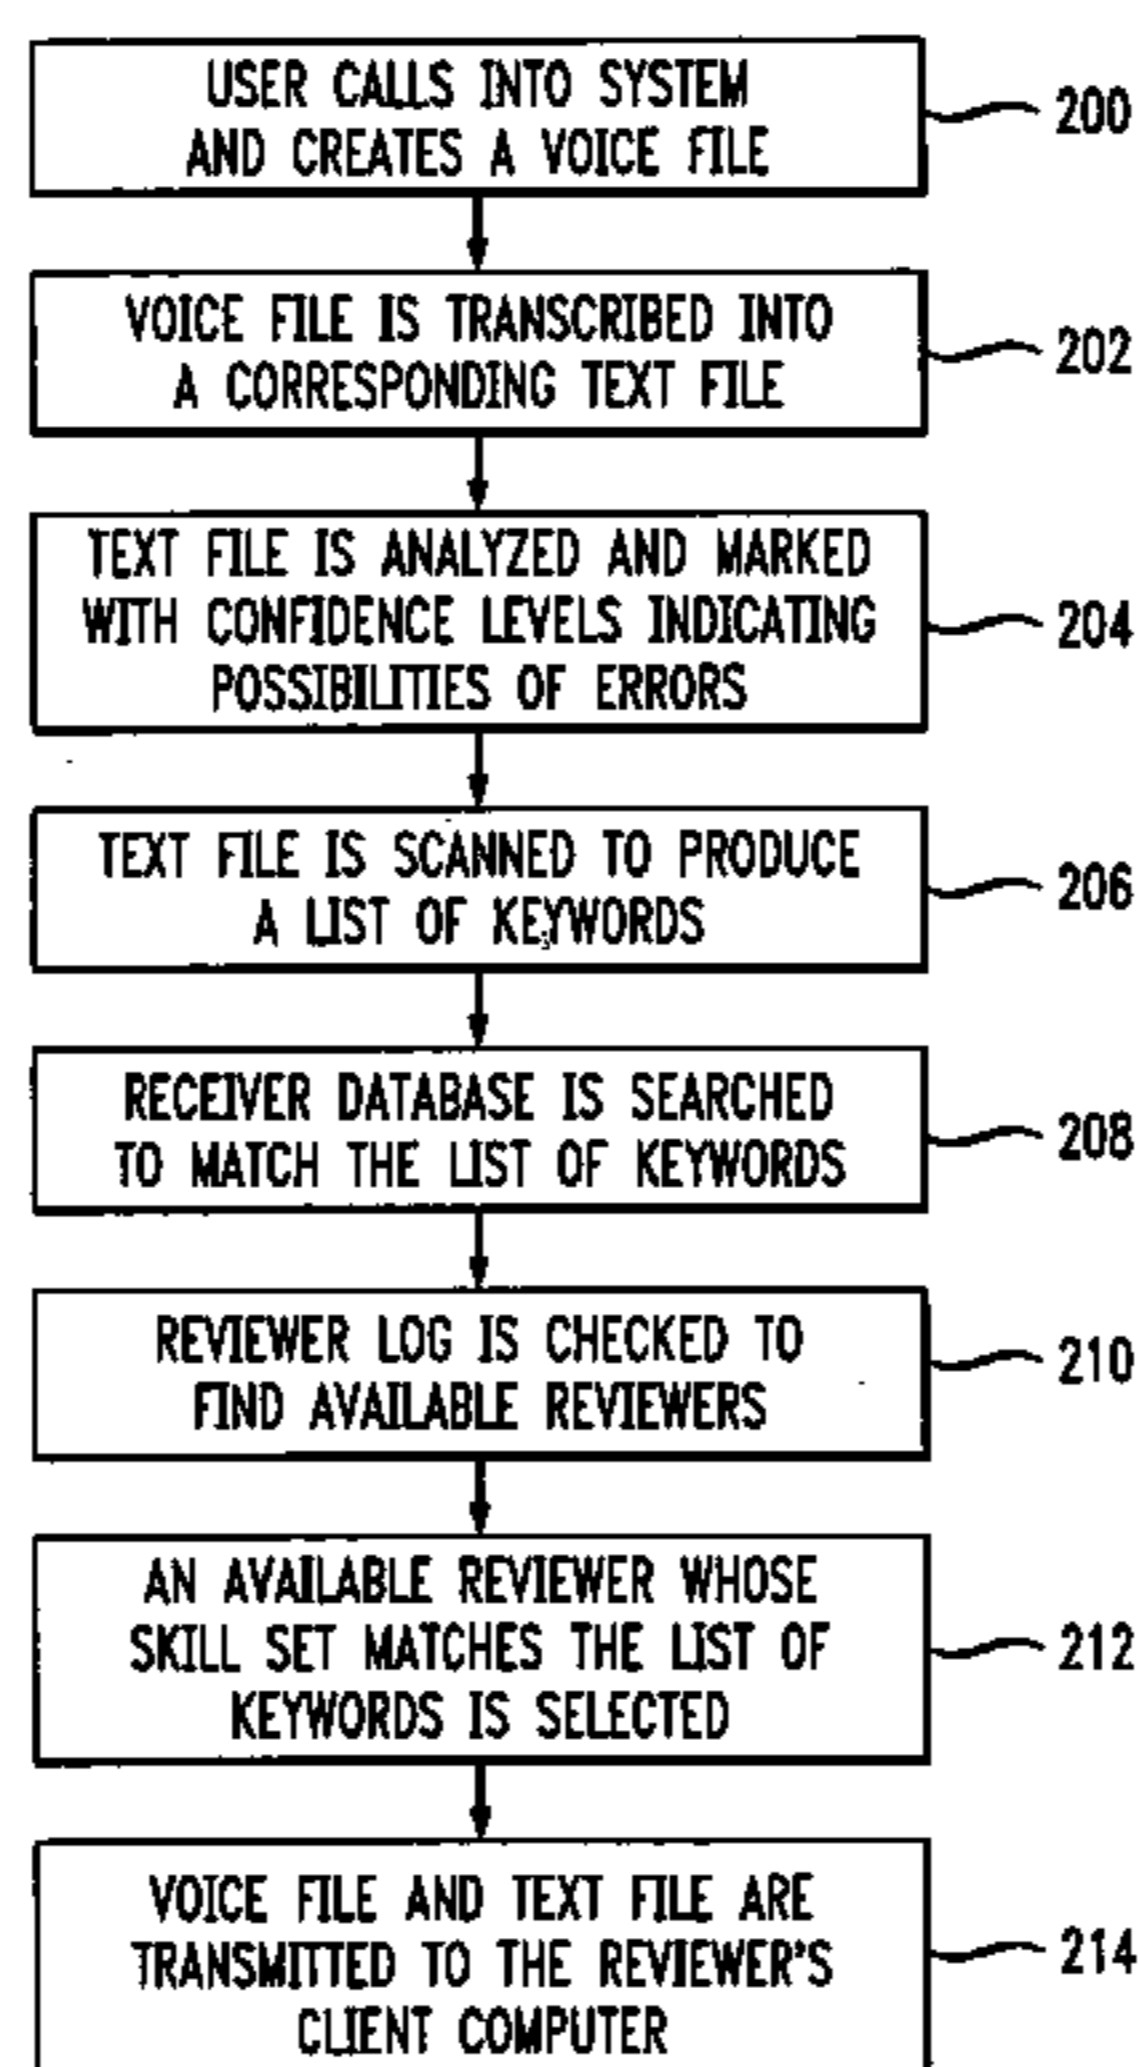 USER CALLS INTO SYSTEM
AND CREATES A VOICE FILE
200
VOICE FILE IS TRANSCRIBED INTO
A CORRESPONDING TEXT FILE
202
TEXT FILE IS ANALYZED AND MARKED
WITH CONFIDENCE LEVELS INDICATING
POSSIBILITIES OF ERRORS
204
TEXT FILE IS SCANNED TO PRODUCE
A LIST OF KEYWORDS
206
RECEIVER DATABASE IS SEARCHED
TO MATCH THE LIST OF KEYWORDS
208
REVIEWER LOG IS CHECKED TO
FIND AVAILABLE REVIEWERS
210
AN AVAILABLE REVIEWER WHOSE
SKILL SET MATCHES THE LIST OF
KEYWORDS IS SELECTED
212
VOICE FILE AND TEXT FILE ARE
TRANSMITTED TO THE REVIEWER'S
CLIENT COMPUTER
214